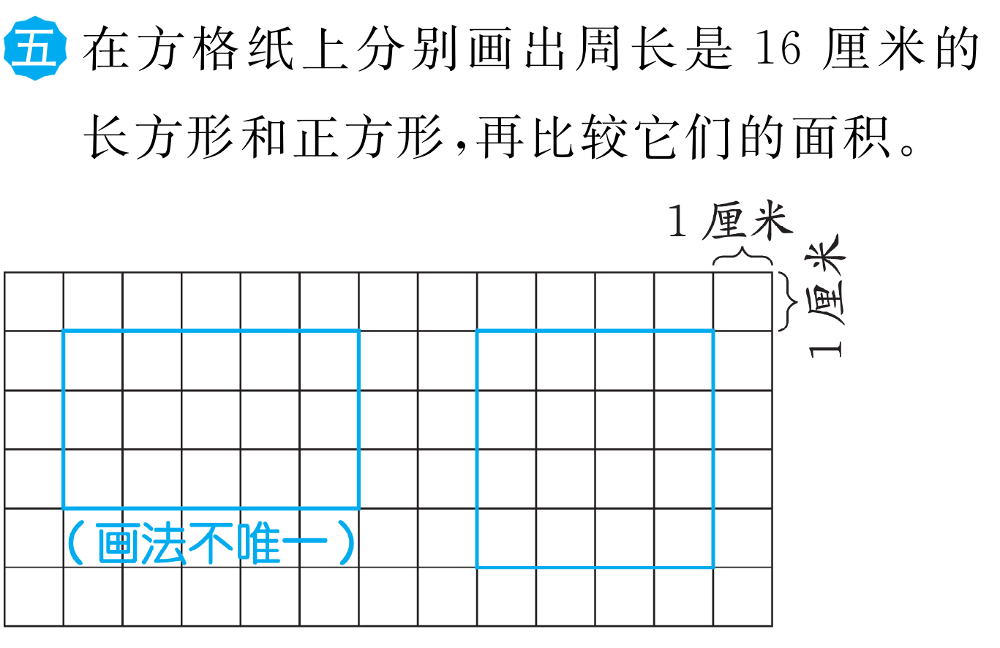 五 在方格纸上分别画出周长是 16 厘米的
长方形和正方形,再比较它们的面积。
1 厘米
1 厘米
(画法不唯一)